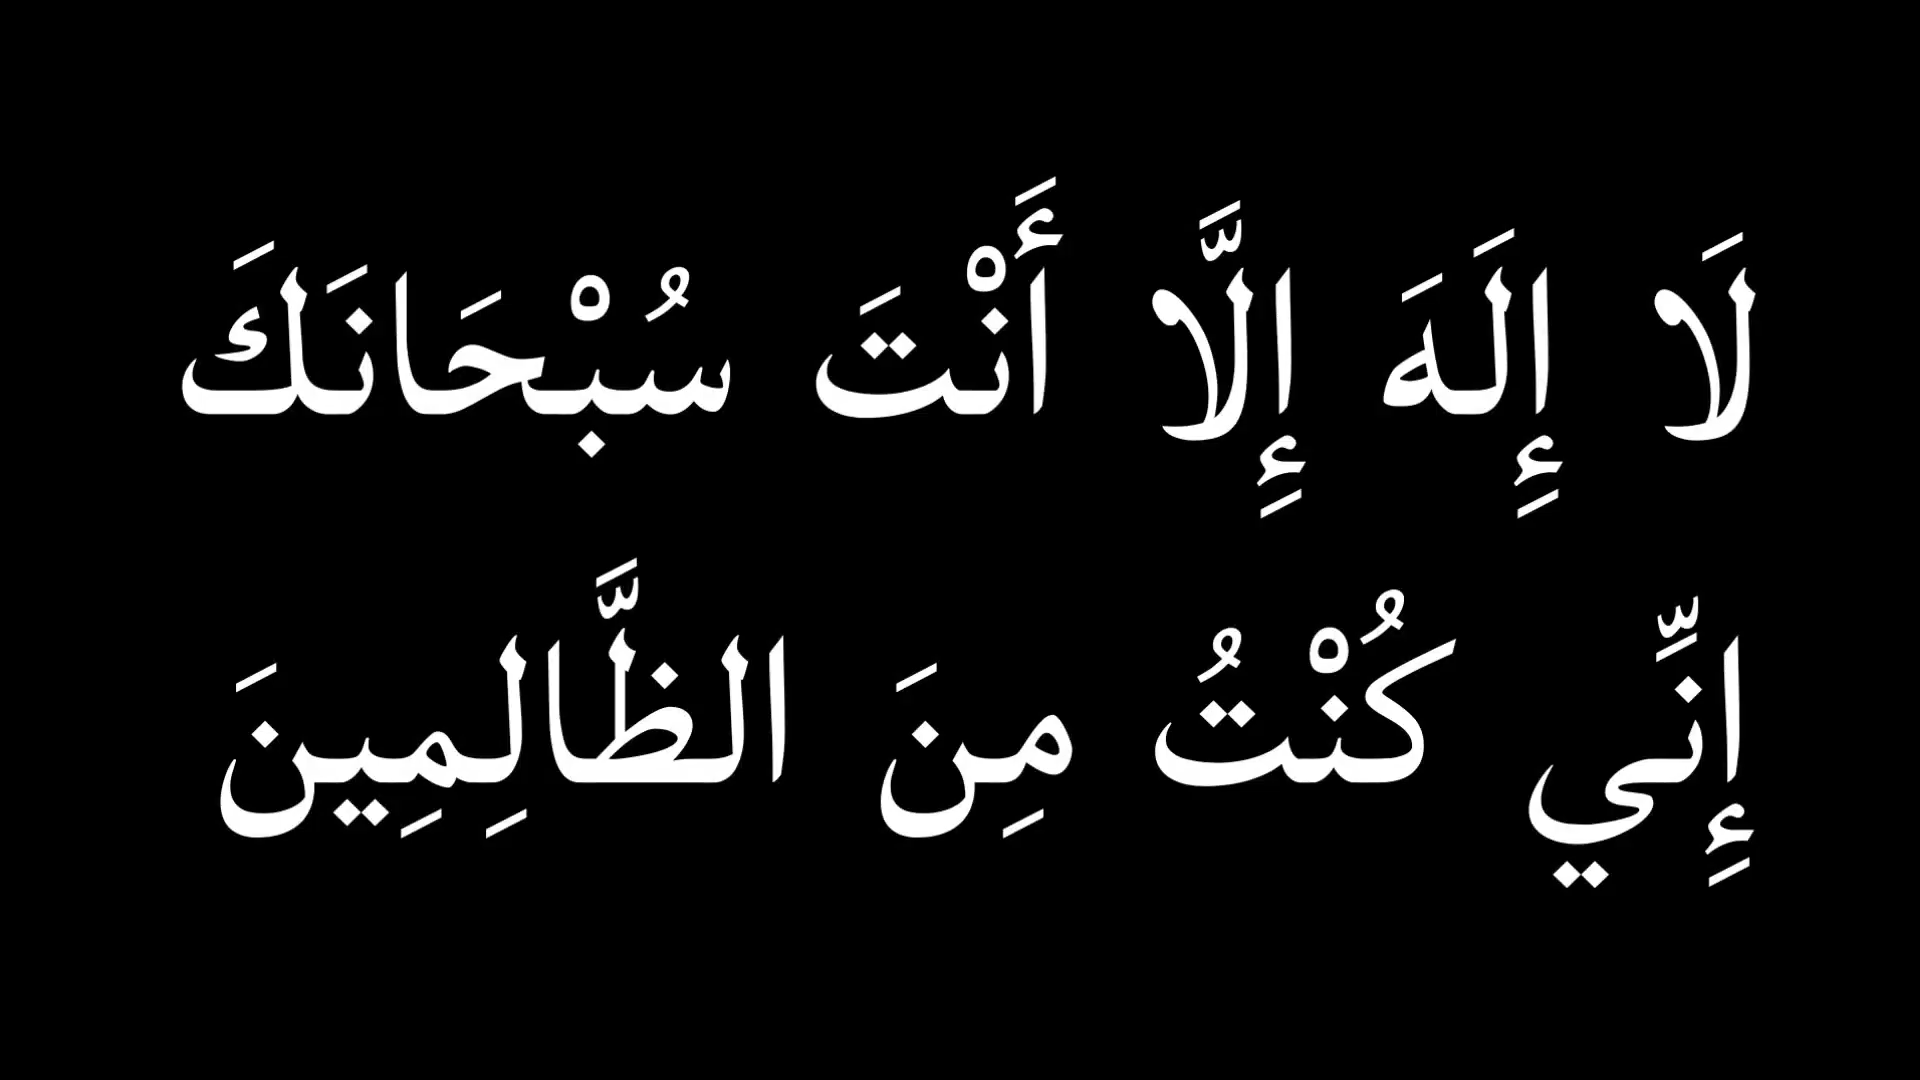 لَا إِلَهَ إِلَّا أَنْتَ سُبْحَانَكَ
إِنِّي كُنْتُ مِنَ الظَّالِمِينَ